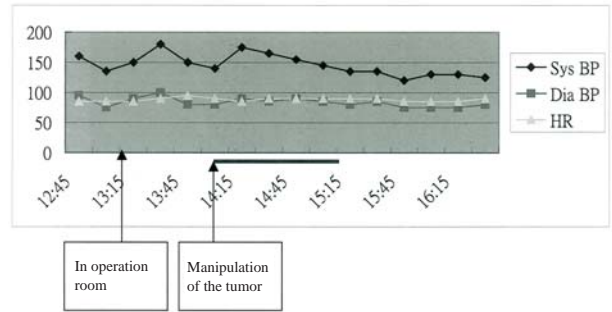 200
150
100
50
0
Sys BP
Dia BP
HR
12:45
13:15
13:45
14:15
14:45
15:15
15:45
16:15
In operation
room
Manipulation
of the tumor